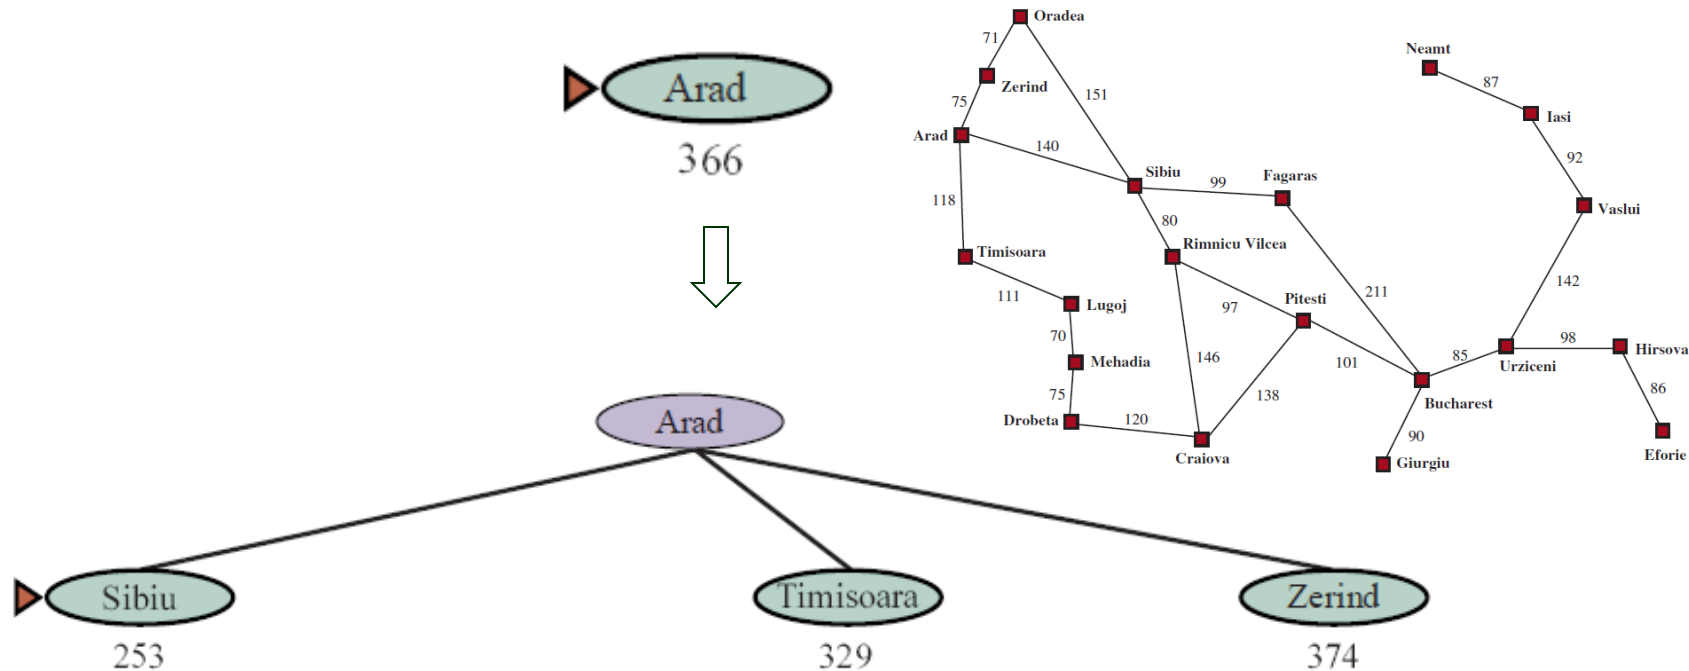 Arad
366
Arad
Sibiu
253
Timisoara
329
Zerind
374
Oradea
71
Neamt
87
Zerind
151
75
Iasi
Arad
140
92
Sibiu
99
Fagaras
118
80
Vaslui
Rimnicu Vilcea
Timisoara
142
111
211
97
Pitesti
Lugoj
70
98
Hirsova
146
101
85
Urziceni
Mehadia
86
75
138
Bucharest
Drobeta
120
90
Craiova
Giurgiu
Eforie